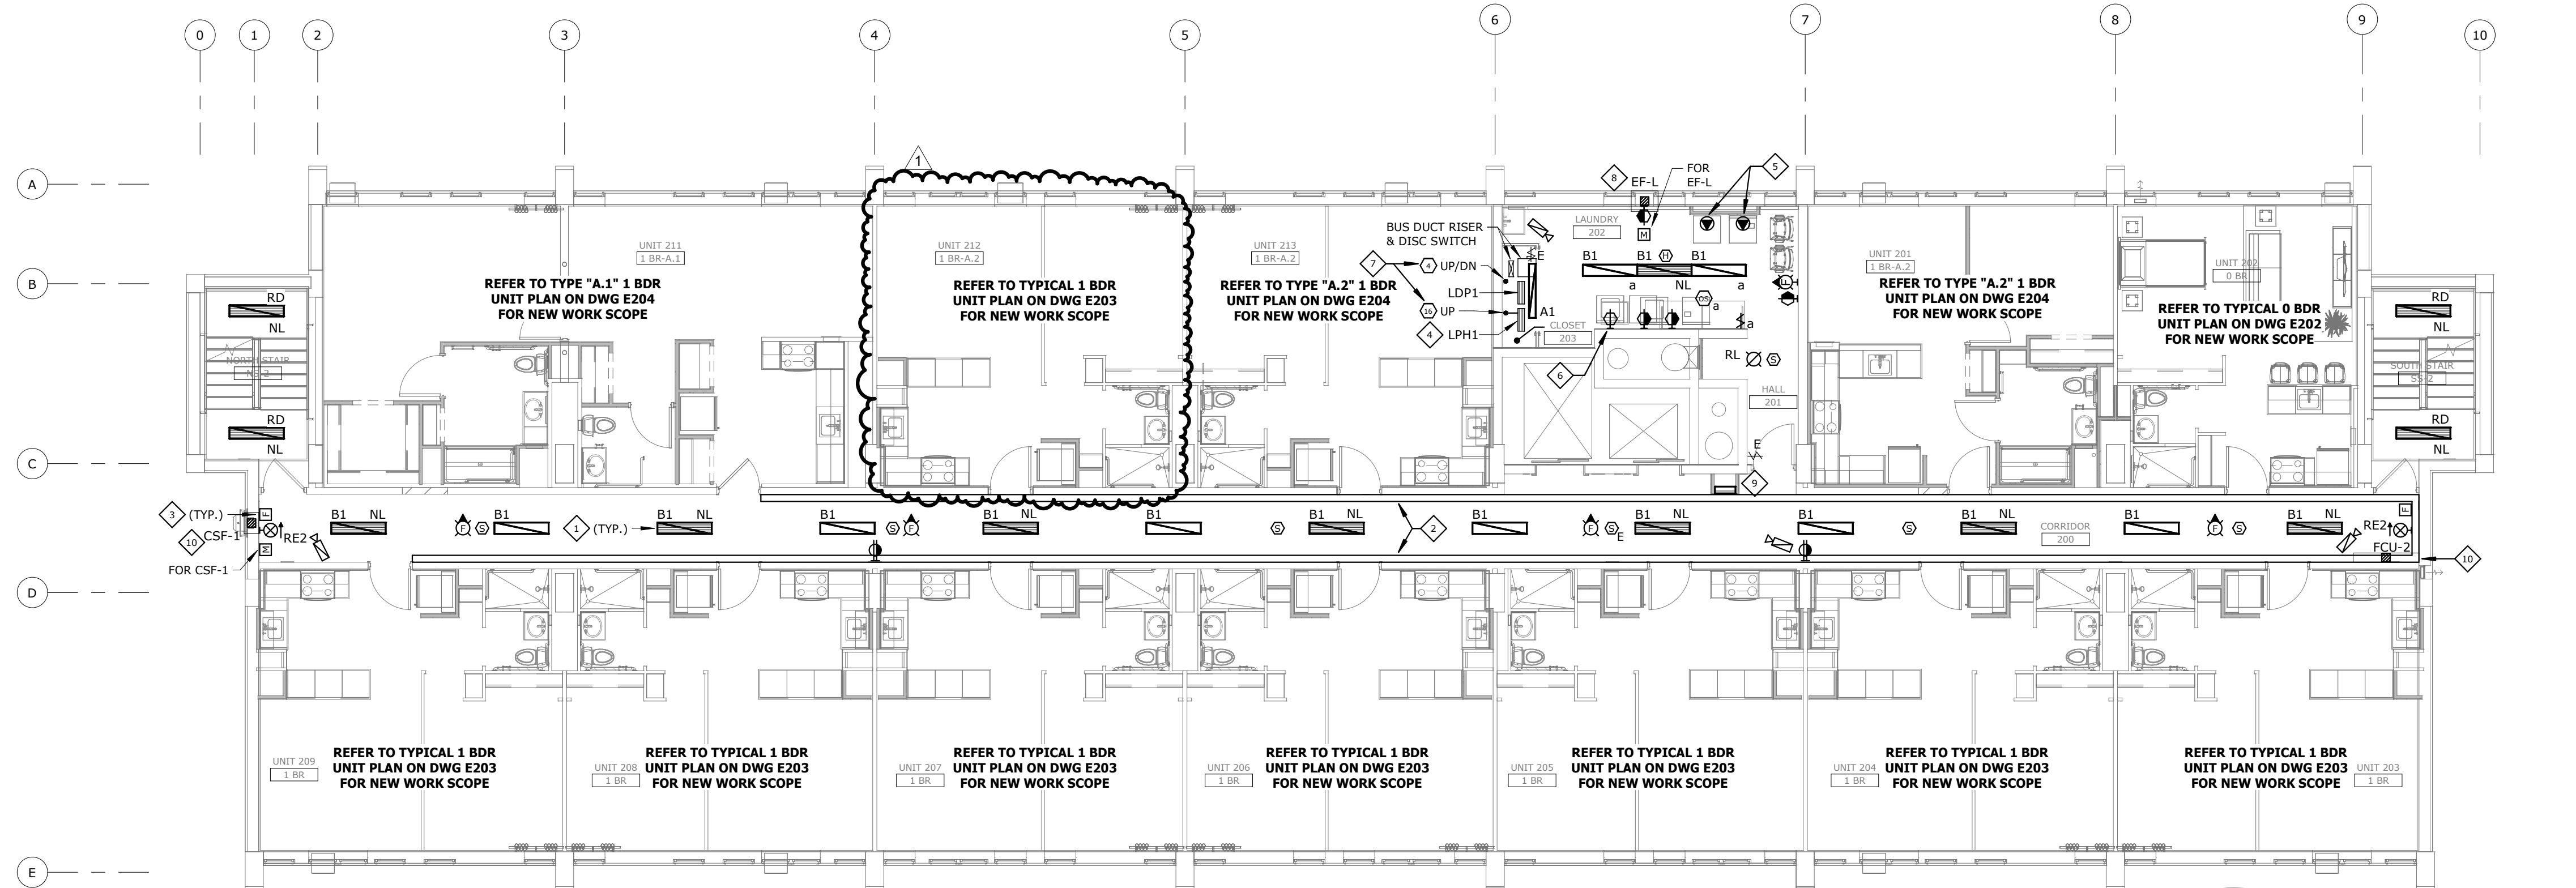 0
1
2
3
4
5
6
7
8
9
10
A
B
C
D
E
1
8
EF-L
FOR
EF-L
5
M
BUS DUCT RISER
& DISC SWITCH
7
4
UP/DN
LDP1
16
UP
4
LPH1
E
A1
CLOSET
203
LAUNDRY
202
B1
B1
H
B1
a
NL
a
OS
a
a
F
6
RL
S
HALL
201
E
9
UNIT 211
1 BR-A.1
REFER TO TYPE "A.1" 1 BDR
UNIT PLAN ON DWG E204
FOR NEW WORK SCOPE
UNIT 212
1 BR-A.2
REFER TO TYPICAL 1 BDR
UNIT PLAN ON DWG E203
FOR NEW WORK SCOPE
UNIT 213
1 BR-A.2
REFER TO TYPE "A.2" 1 BDR
UNIT PLAN ON DWG E204
FOR NEW WORK SCOPE
UNIT 201
1 BR-A.2
REFER TO TYPE "A.2" 1 BDR
UNIT PLAN ON DWG E204
FOR NEW WORK SCOPE
UNIT 202
0 BR
REFER TO TYPICAL 0 BDR
UNIT PLAN ON DWG E202
FOR NEW WORK SCOPE
RD
NL
NORTH STAIR
NS-2
RD
NL
RD
NL
SOUTH STAIR
SS-2
RD
NL
3
(TYP.)
F
10
CSF-1
RE2
M
FOR CSF-1
B1 NL
F
S
B1
1
(TYP.)
B1 NL
B1
S
F
B1 NL
B1
S
B1 NL
2
B1
F
S
E
B1 NL
B1
S
B1 NL
CORRIDOR
200
B1
F
S
B1 NL
F
RE2
FCU-2
10
UNIT 209
1 BR
REFER TO TYPICAL 1 BDR
UNIT PLAN ON DWG E203
FOR NEW WORK SCOPE
UNIT 208
1 BR
REFER TO TYPICAL 1 BDR
UNIT PLAN ON DWG E203
FOR NEW WORK SCOPE
UNIT 207
1 BR
REFER TO TYPICAL 1 BDR
UNIT PLAN ON DWG E203
FOR NEW WORK SCOPE
UNIT 206
1 BR
REFER TO TYPICAL 1 BDR
UNIT PLAN ON DWG E203
FOR NEW WORK SCOPE
UNIT 205
1 BR
REFER TO TYPICAL 1 BDR
UNIT PLAN ON DWG E203
FOR NEW WORK SCOPE
UNIT 204
1 BR
REFER TO TYPICAL 1 BDR
UNIT PLAN ON DWG E203
FOR NEW WORK SCOPE
REFER TO TYPICAL 1 BDR
UNIT PLAN ON DWG E203
FOR NEW WORK SCOPE
UNIT 203
1 BR